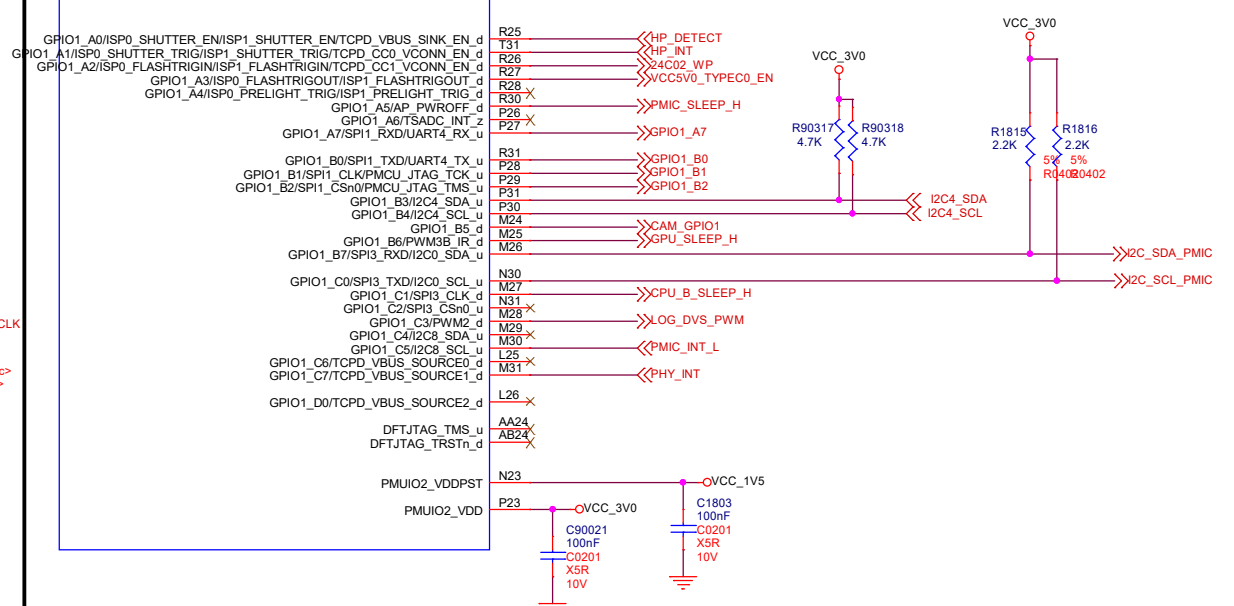 GPIO1_A0/ISP0_SHUTTER_EN/ISP1_SHUTTER_EN/TCPD_VBUS_SINK_EN_d R25 HP_DETECT
GPIO1_A1/ISP0_SHUTTER_TRIG/ISP1_SHUTTER_TRIG/TCPD_CC0_VCONN_EN_d T31 HP_INT
GPIO1_A2/ISP0_FLASHTRIGIN/ISP1_FLASHTRIGIN/TCPD_CC1_VCONN_EN_d R26 24C02_WP
GPIO1_A3/ISP0_FLASHTRIGOUT/ISP1_FLASHTRIGOUT_d R27 VCC5V0_TYPEC0_EN
GPIO1_A4/ISP0_PRELIGHT_TRIG/ISP1_PRELIGHT_TRIG_d R28
GPIO1_A5/AP_PWROFF_d R30 PMIC_SLEEP_H
GPIO1_A6/TSADC_INT_z P26
GPIO1_A7/SPI1_RXD/UART4_RX_u P27 GPIO1_A7
GPIO1_B0/SPI1_TXD/UART4_TX_u R31 GPIO1_B0
GPIO1_B1/SPI1_CLK/PMCU_JTAG_TCK_u P28 GPIO1_B1
GPIO1_B2/SPI1_CSn0/PMCU_JTAG_TMS_u P29 GPIO1_B2
GPIO1_B3/I2C4_SDA_u P31 I2C4_SDA
GPIO1_B4/I2C4_SCL_u P30 I2C4_SCL
GPIO1_B5_d M24 CAM_GPIO1
GPIO1_B6/PWM3B_IR_d M25 GPU_SLEEP_H
GPIO1_B7/SPI3_RXD/I2C0_SDA_u M26 I2C_SDA_PMIC
GPIO1_C0/SPI3_TXD/I2C0_SCL_u N30 I2C_SCL_PMIC
GPIO1_C1/SPI3_CLK_d M27 CPU_B_SLEEP_H
GPIO1_C2/SPI3_CSn0_u N31
GPIO1_C3/PWM2_d M28 LOG_DVS_PWM
GPIO1_C4/I2C8_SDA_u M29
GPIO1_C5/I2C8_SCL_u M30 PMIC_INT_L
GPIO1_C6/TCPD_VBUS_SOURCE0_d L25
GPIO1_C7/TCPD_VBUS_SOURCE1_d M31 PHY_INT
GPIO1_D0/TCPD_VBUS_SOURCE2_d L26
DFTJTAG_TMS_u AA24
DFTJTAG_TRSTn_d AB24
PMUIO2_VDDPST N23 VCC_1V5
PMUIO2_VDD P23 VCC_3V0
VCC_3V0
R90317 R90318
4.7K 4.7K
VCC_3V0
R1815 R1816
2.2K 2.2K
5% 5%
R0402 R0402
C1803
100nF
C0201
X5R
10V
C90021
100nF
C0201
X5R
10V
CLK
c>
>